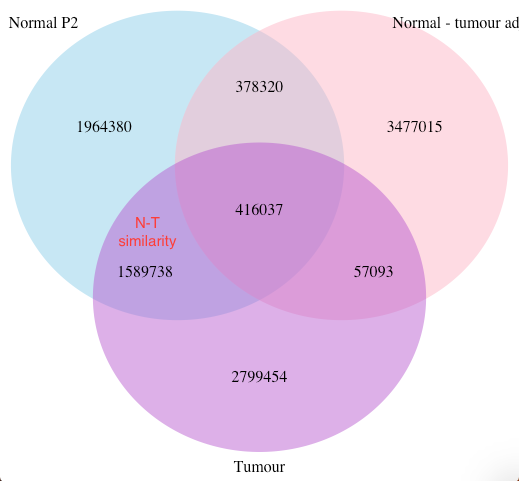 Normal P2
Normal - tumour ad
378320
1964380
3477015
416037
N-T
similarity
1589738
57093
2799454
Tumour